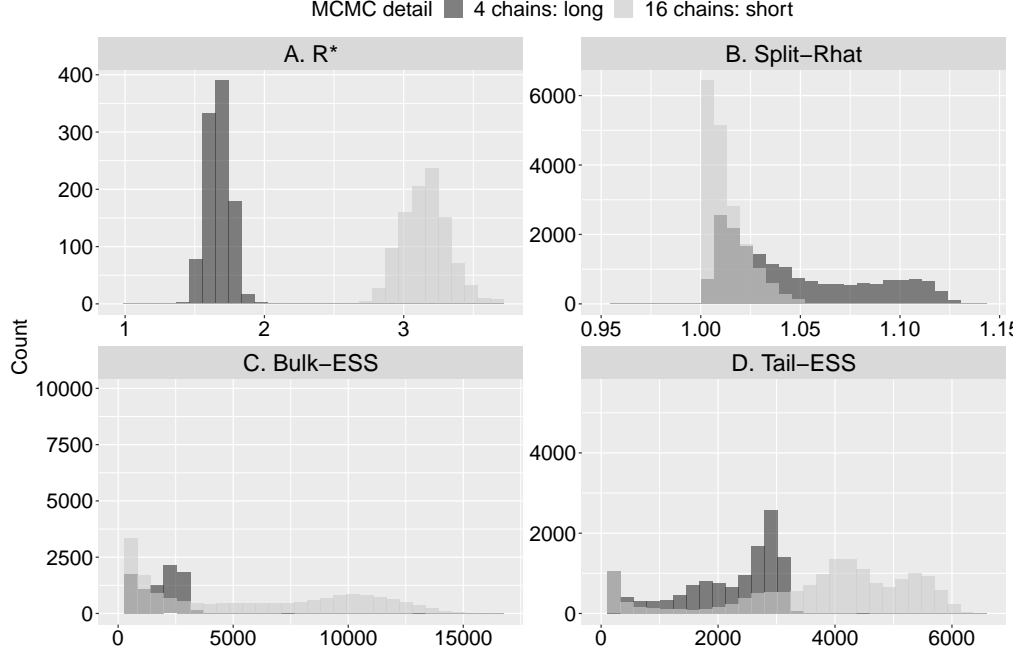 MCMC detail 4 chains: long 16 chains: short
A. R*
B. Split−Rhat
400
300
200
100
0
1 2 3
6000
4000
2000
0
0.95 1.00 1.05 1.10 1.15
Count
C. Bulk−ESS
D. Tail−ESS
10000
7500
5000
2500
0
0 5000 10000 15000
4000
2000
0
0 2000 4000 6000